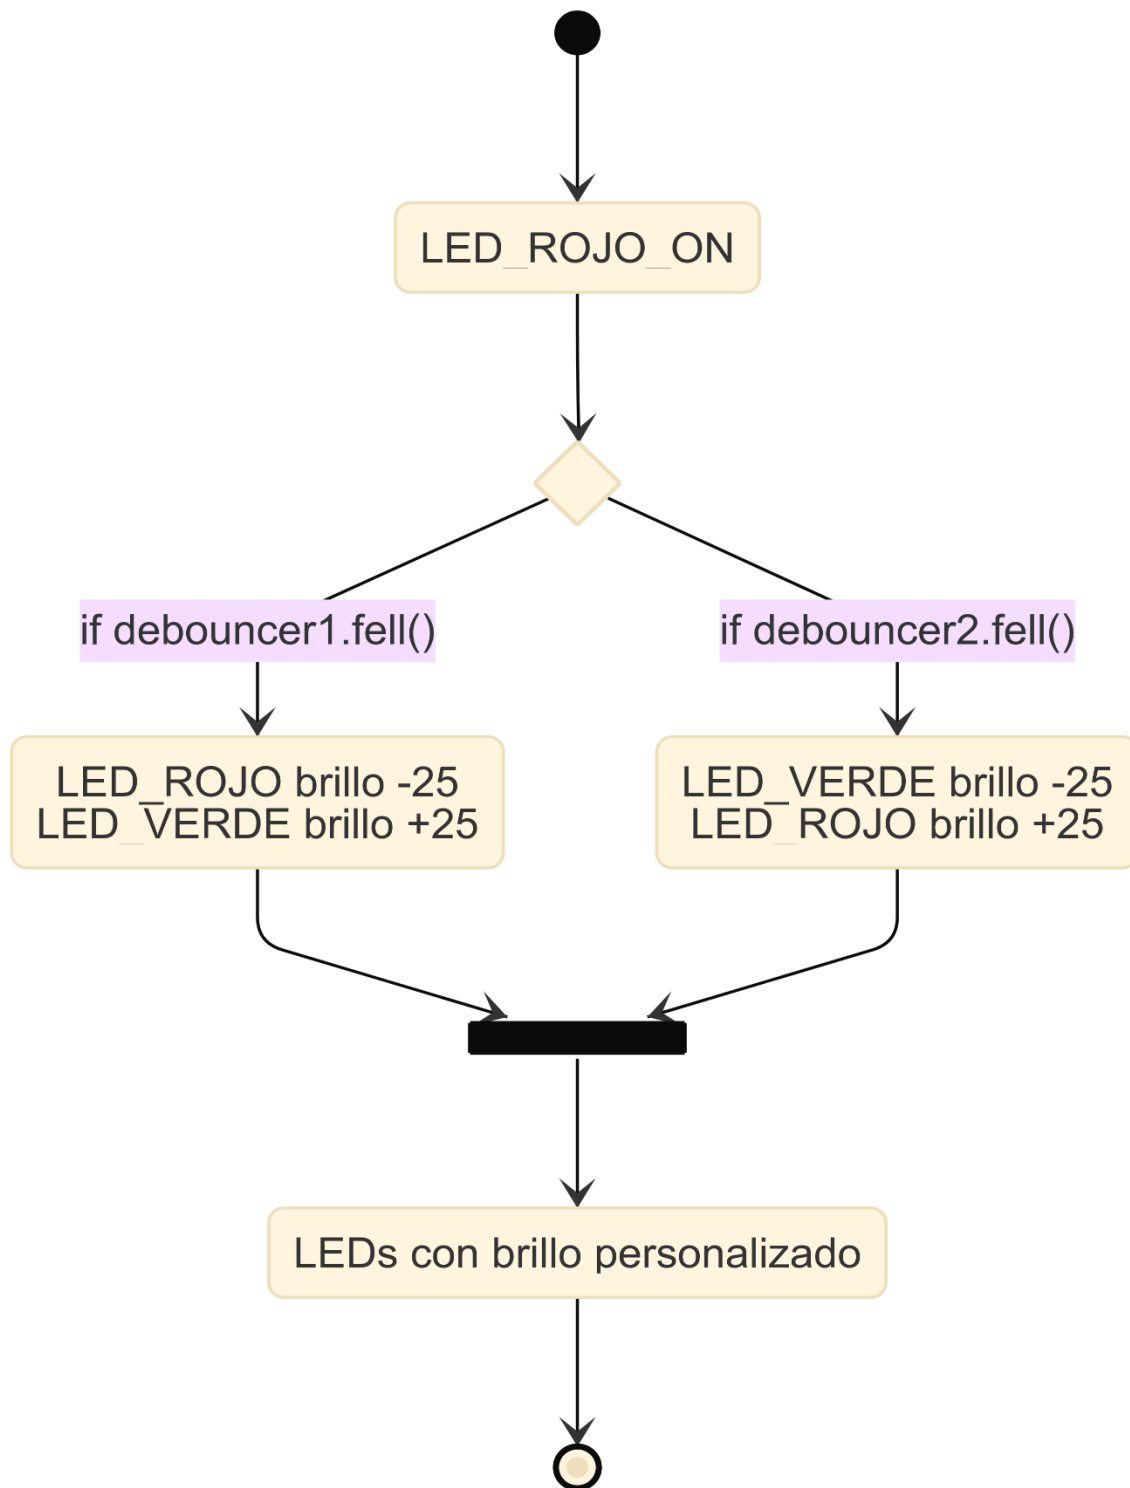 LED_ROJO_ON
if debouncer1.fell()
if debouncer2.fell()
LED_ROJO brillo -25
LED_VERDE brillo +25
LED_VERDE brillo -25
LED_ROJO brillo +25
LEDs con brillo personalizado